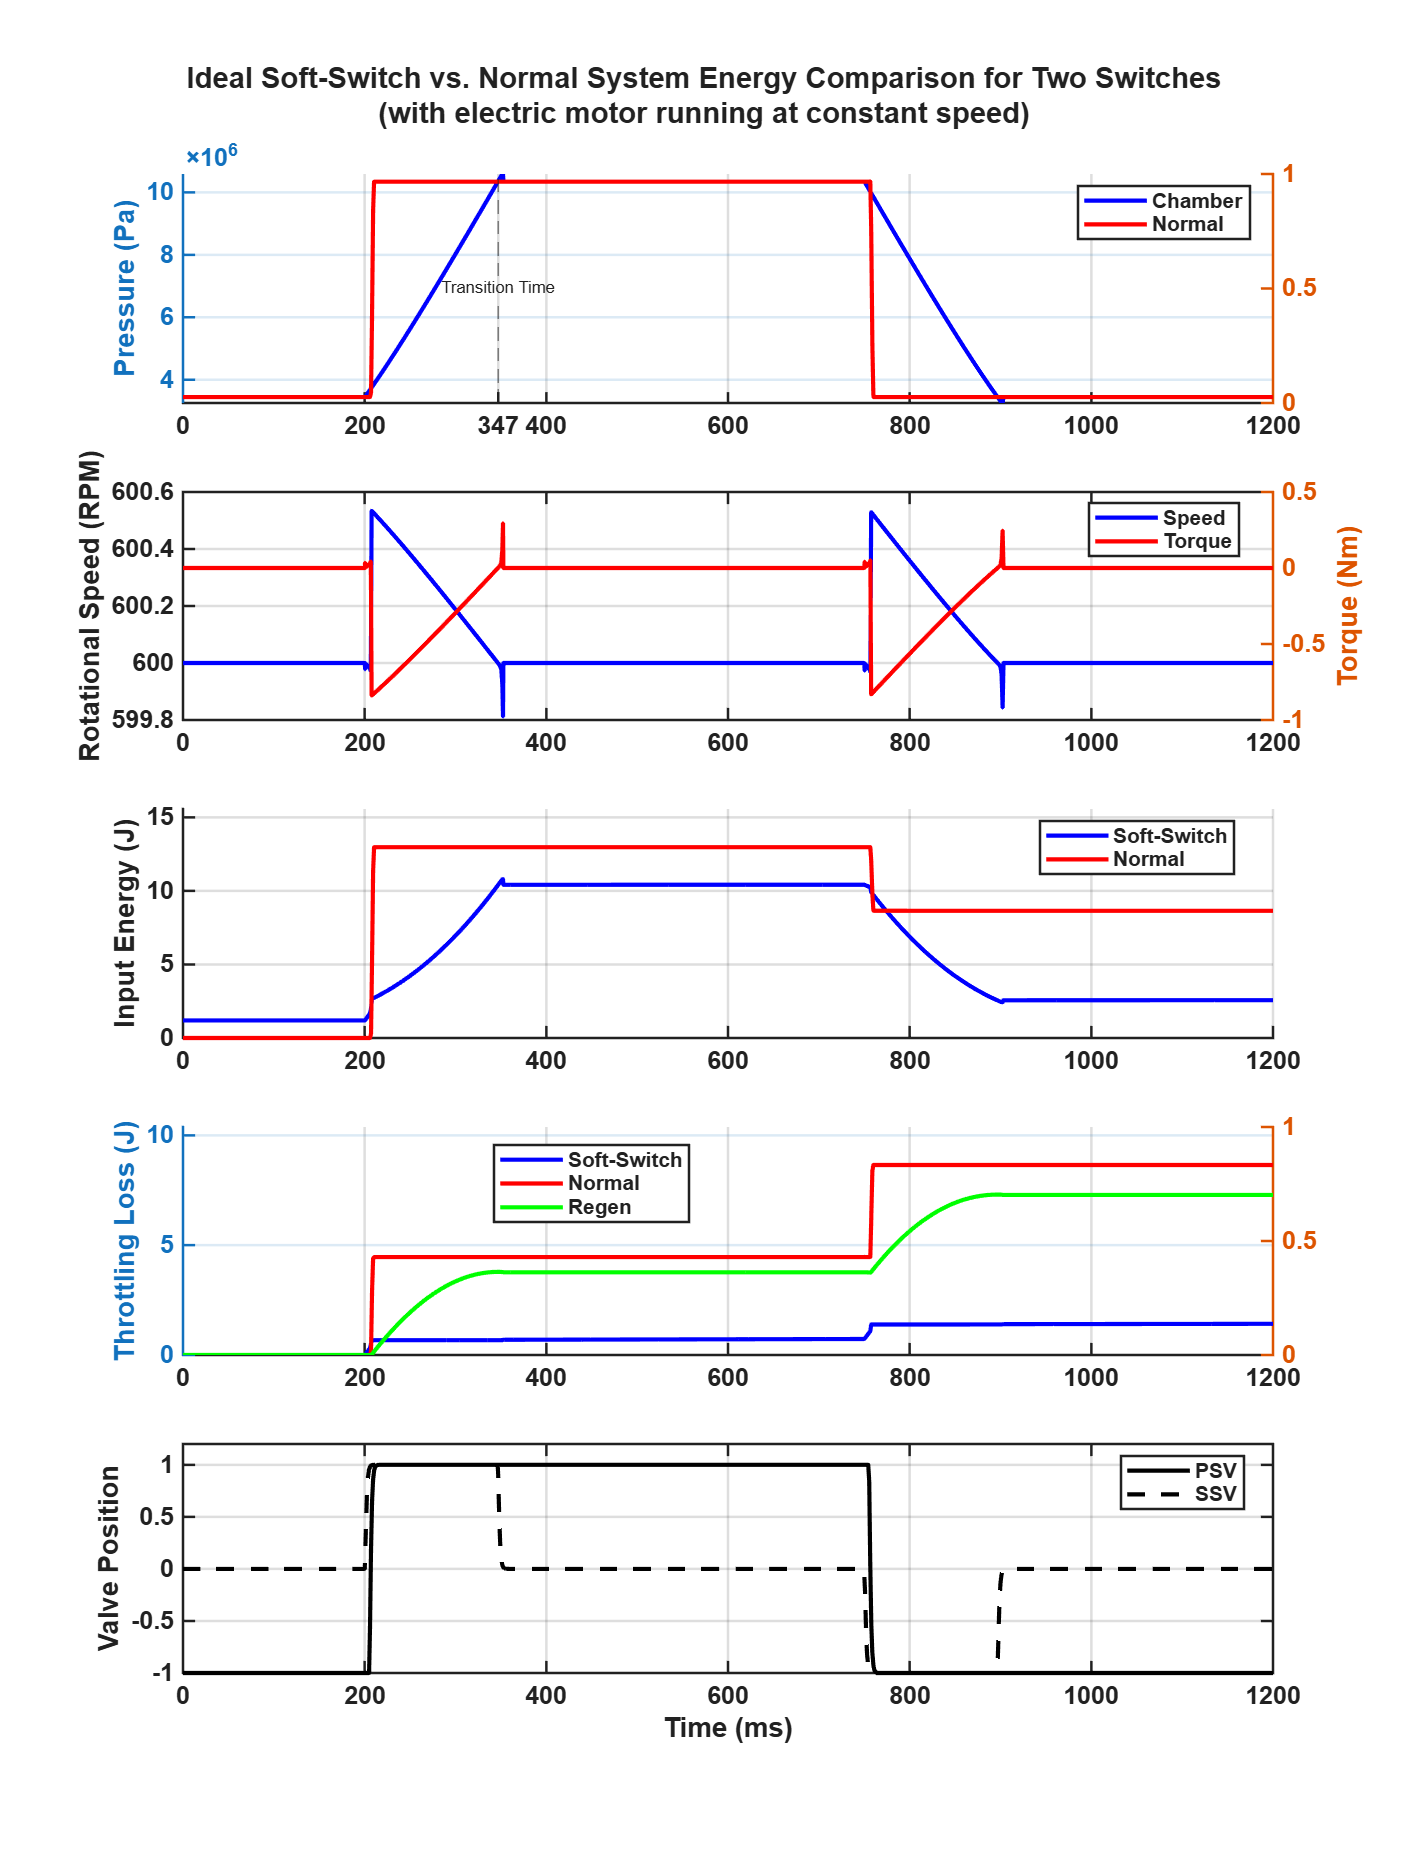 Ideal Soft-Switch vs. Normal System Energy Comparison for Two Switches
(with electric motor running at constant speed)
×10⁶
Pressure (Pa)
10
8
6
4
1
0.5
0
Chamber
Normal
Transition Time
0 200 347 400 600 800 1000 1200
Rotational Speed (RPM)
600.6
600.4
600.2
600
599.8
0.5
0
-0.5
-1
Torque (Nm)
Speed
Torque
0 200 400 600 800 1000 1200
Input Energy (J)
15
10
5
0
Soft-Switch
Normal
0 200 400 600 800 1000 1200
Throttling Loss (J)
10
5
0
1
0.5
0
Soft-Switch
Normal
Regen
0 200 400 600 800 1000 1200
Valve Position
1
0.5
0
-0.5
-1
PSV
SSV
0 200 400 600 800 1000 1200
Time (ms)